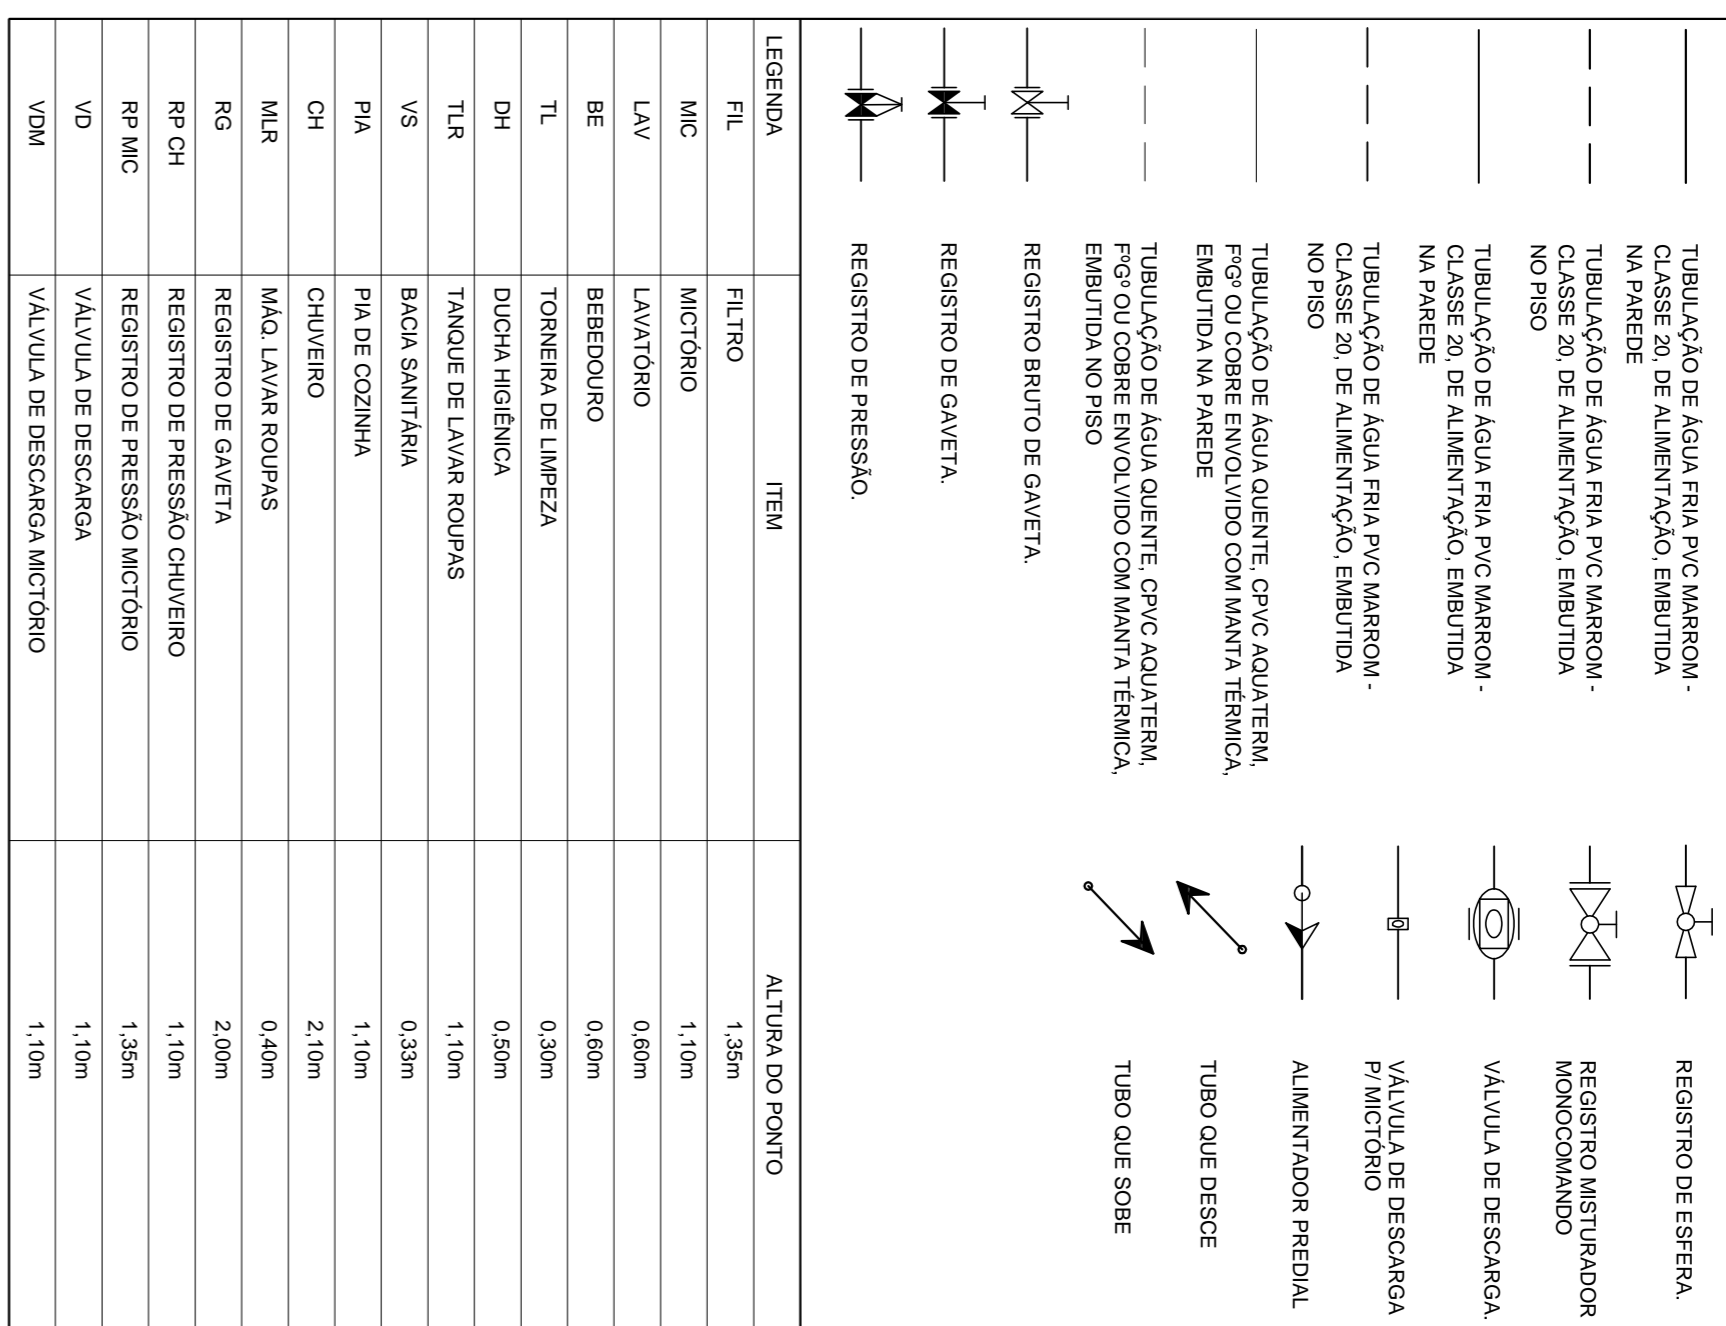 TUBULAÇÃO DE ÁGUA FRIA PVC MARROM -
CLASSE 20, DE ALIMENTAÇÃO, EMBUTIDA
NA PAREDE
TUBULAÇÃO DE ÁGUA FRIA PVC MARROM -
CLASSE 20, DE ALIMENTAÇÃO, EMBUTIDA
NO PISO
TUBULAÇÃO DE ÁGUA FRIA PVC MARROM -
CLASSE 20, DE ALIMENTAÇÃO, EMBUTIDA
NA PAREDE
TUBULAÇÃO DE ÁGUA FRIA PVC MARROM -
CLASSE 20, DE ALIMENTAÇÃO, EMBUTIDA
NO PISO
TUBULAÇÃO DE ÁGUA QUENTE, CPVC AQUATERM,
FºGº OU COBRE ENVOLVIDO COM MANTA TÉRMICA,
EMBUTIDA NA PAREDE
TUBULAÇÃO DE ÁGUA QUENTE, CPVC AQUATERM,
FºGº OU COBRE ENVOLVIDO COM MANTA TÉRMICA,
EMBUTIDA NO PISO
REGISTRO BRUTO DE GAVETA.
REGISTRO DE GAVETA.
REGISTRO DE PRESSÃO.
REGISTRO DE ESFERA.
REGISTRO MISTURADOR
MONOCOMANDO
VÁLVULA DE DESCARGA.
VÁLVULA DE DESCARGA
P/ MICTÓRIO
ALIMENTADOR PREDIAL
TUBO QUE DESCE
TUBO QUE SOBE
LEGENDA ITEM ALTURA DO PONTO
FIL FILTRO 1,35m
MIC MICTÓRIO 1,10m
LAV LAVATÓRIO 0,60m
BE BEBEDOURO 0,60m
TL TORNEIRA DE LIMPEZA 0,30m
DH DUCHA HIGIÊNICA 0,50m
TLR TANQUE DE LAVAR ROUPAS 1,10m
VS BACIA SANITÁRIA 0,33m
PIA PIA DE COZINHA 1,10m
CH CHUVEIRO 2,10m
MLR MÁQ. LAVAR ROUPAS 0,40m
RG REGISTRO DE GAVETA 2,00m
RP CH REGISTRO DE PRESSÃO CHUVEIRO 1,10m
RP MIC REGISTRO DE PRESSÃO MICTÓRIO 1,35m
VD VÁLVULA DE DESCARGA 1,10m
VDM VÁLVULA DE DESCARGA MICTÓRIO 1,10m